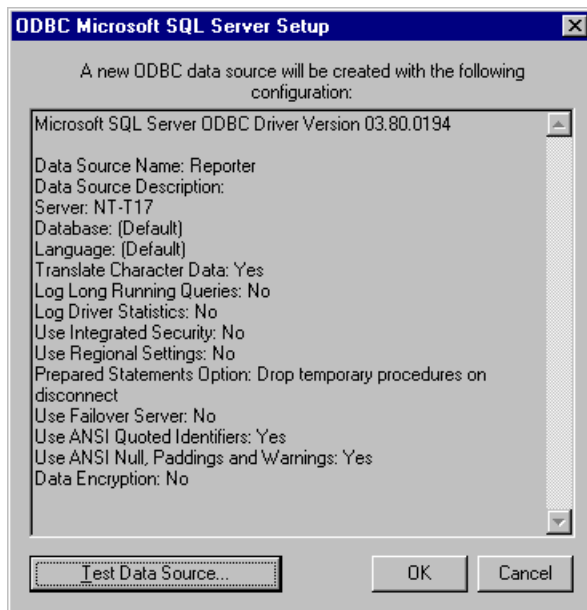 ODBC Microsoft SQL Server Setup
A new ODBC data source will be created with the following
configuration:
Microsoft SQL Server ODBC Driver Version 03.80.0194
Data Source Name: Reporter
Data Source Description:
Server: NT-T17
Database: (Default)
Language: (Default)
Translate Character Data: Yes
Log Long Running Queries: No
Log Driver Statistics: No
Use Integrated Security: No
Use Regional Settings: No
Prepared Statements Option: Drop temporary procedures on
disconnect
Use Failover Server: No
Use ANSI Quoted Identifiers: Yes
Use ANSI Null, Paddings and Warnings: Yes
Data Encryption: No
Test Data Source... OK Cancel